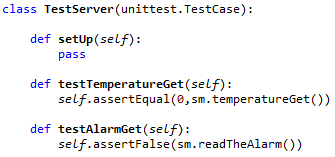 class TestServer(unittest.TestCase):
def setUp(self):
pass
def testTemperatureGet(self):
self.assertEqual(0,sm.temperatureGet())
def testAlarmGet(self):
self.assertFalse(sm.readTheAlarm())